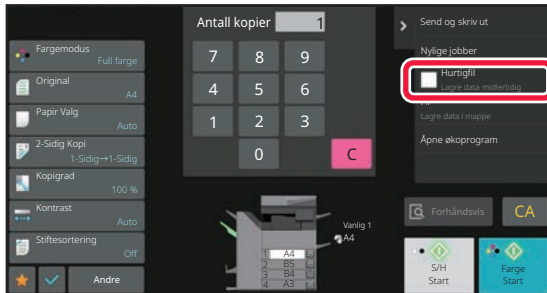 Antall kopier 1
7 8 9
4 5 6
1 2 3
0 C
Fargemodus
Full farge
Original
A4
Papir Valg
Auto
2-Sidig Kopi
1-Sidig→1-Sidig
Kopigrad
100 %
Kontrast
Auto
Stiftesortering
Off
Andre
1 A4
2 B5
3 B4
4 A3
Vanlig 1
A4
Send og skriv ut
Nylige jobber
Hurtigfil
Lagre data midlertidig
Lagre data i mappe
Åpne økoprogram
Forhåndsvis
CA
S/H
Start
Farge
Start